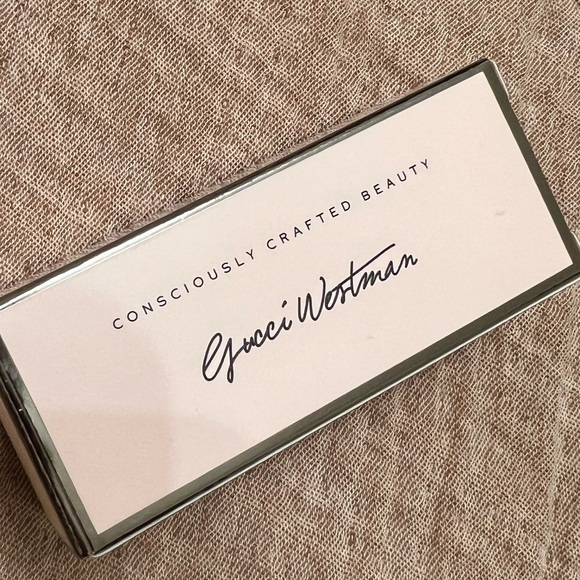 CONSCIOUSLY CRAFTED BEAUTY
Gucci Westman